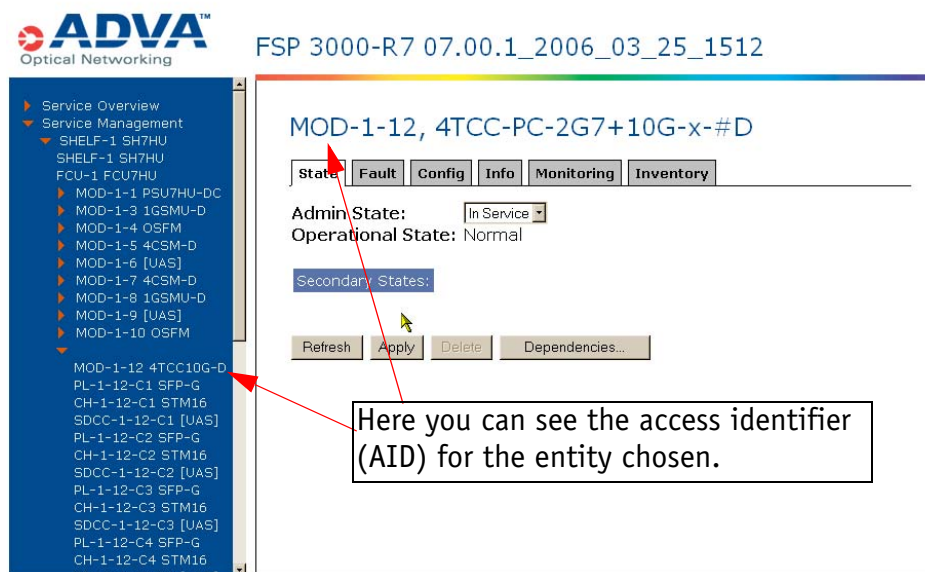 ADVA™
Optical Networking
FSP 3000-R7 07.00.1_2006_03_25_1512
Service Overview
Service Management
SHELF-1 SH7HU
SHELF-1 SH7HU
FCU-1 FCU7HU
MOD-1-1 PSU7HU-DC
MOD-1-3 1GSMU-D
MOD-1-4 OSFM
MOD-1-5 4CSM-D
MOD-1-6 [UAS]
MOD-1-7 4CSM-D
MOD-1-8 1GSMU-D
MOD-1-9 [UAS]
MOD-1-10 OSFM
MOD-1-12 4TCC10G-D
PL-1-12-C1 SFP-G
CH-1-12-C1 STM16
SDCC-1-12-C1 [UAS]
PL-1-12-C2 SFP-G
CH-1-12-C2 STM16
SDCC-1-12-C2 [UAS]
PL-1-12-C3 SFP-G
CH-1-12-C3 STM16
SDCC-1-12-C3 [UAS]
PL-1-12-C4 SFP-G
CH-1-12-C4 STM16
MOD-1-12, 4TCC-PC-2G7+10G-x-#D
State Fault Config Info Monitoring Inventory
Admin State: In Service
Operational State: Normal
Secondary States:
Refresh Apply Delete Dependencies...
Here you can see the access identifier
(AID) for the entity chosen.